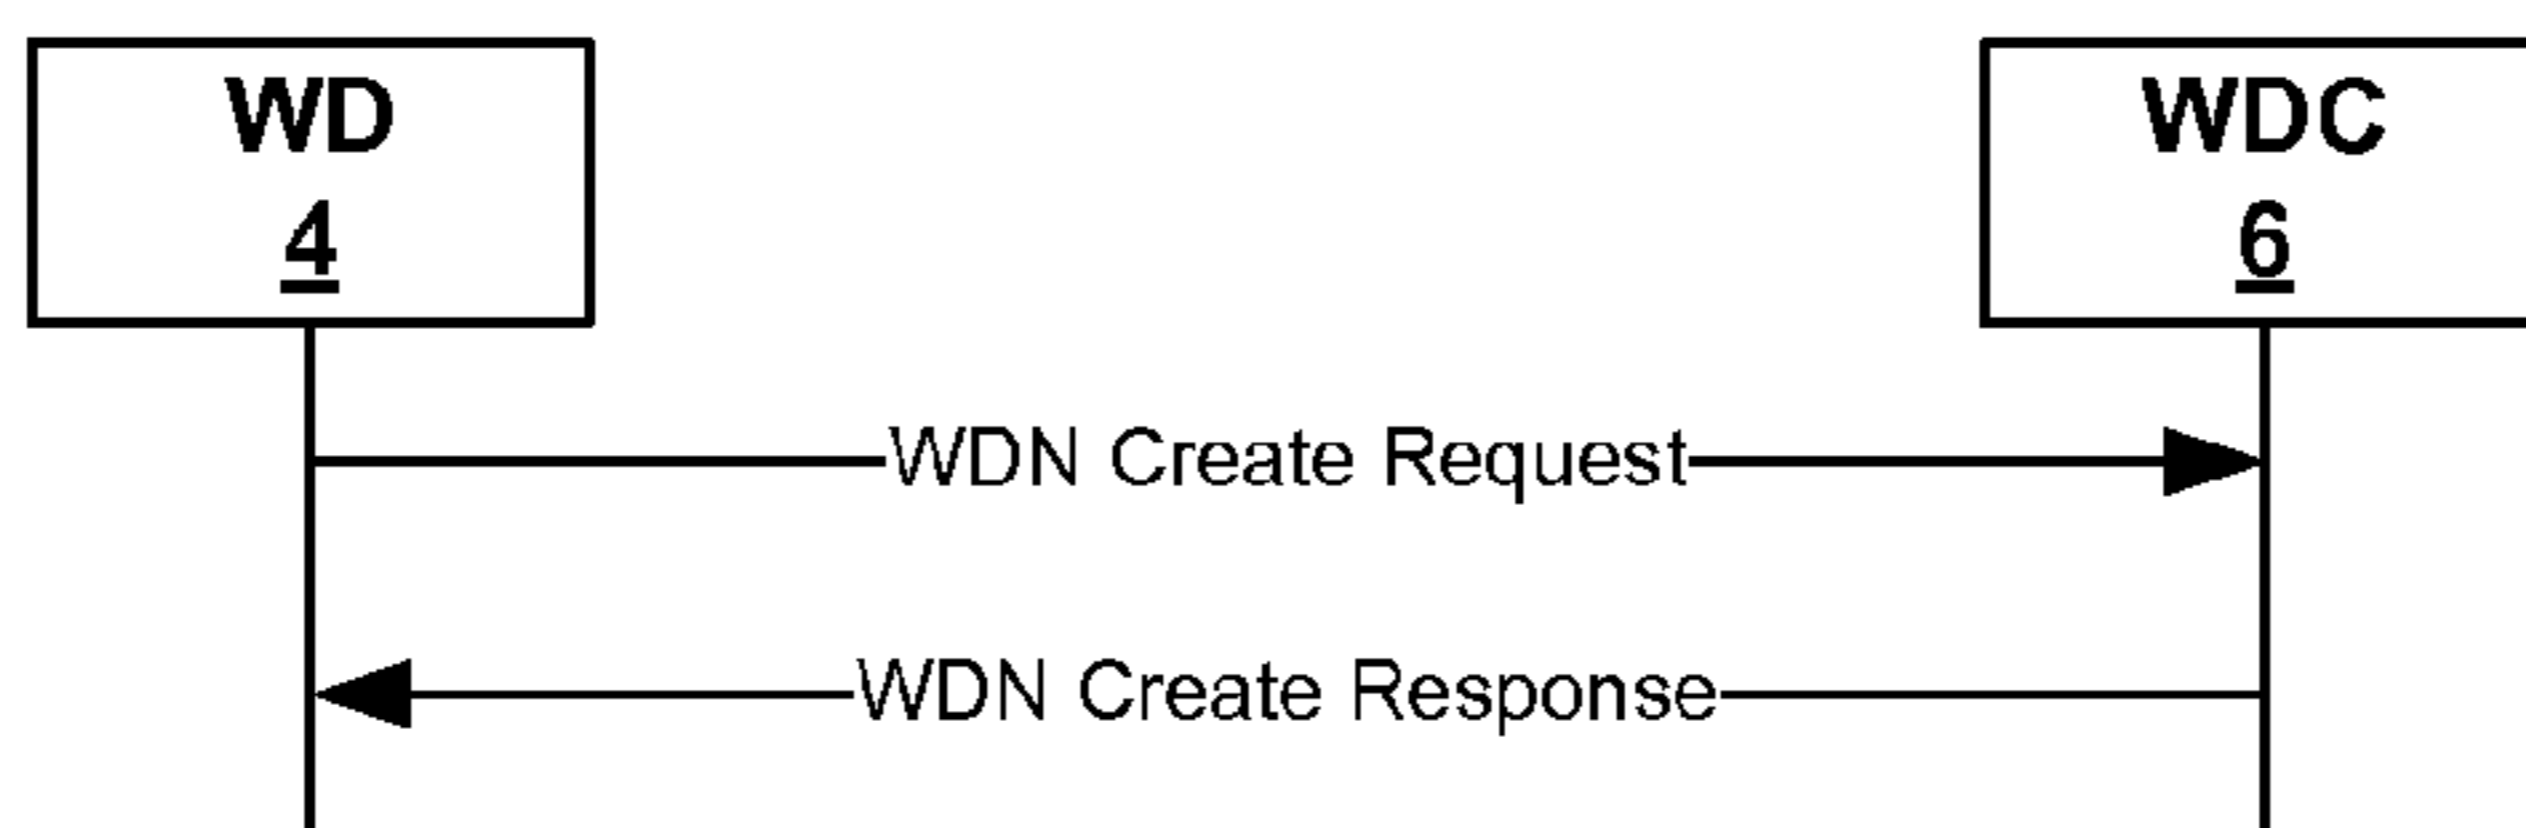 WD
4
WDC
6
WDN Create Request
WDN Create Response